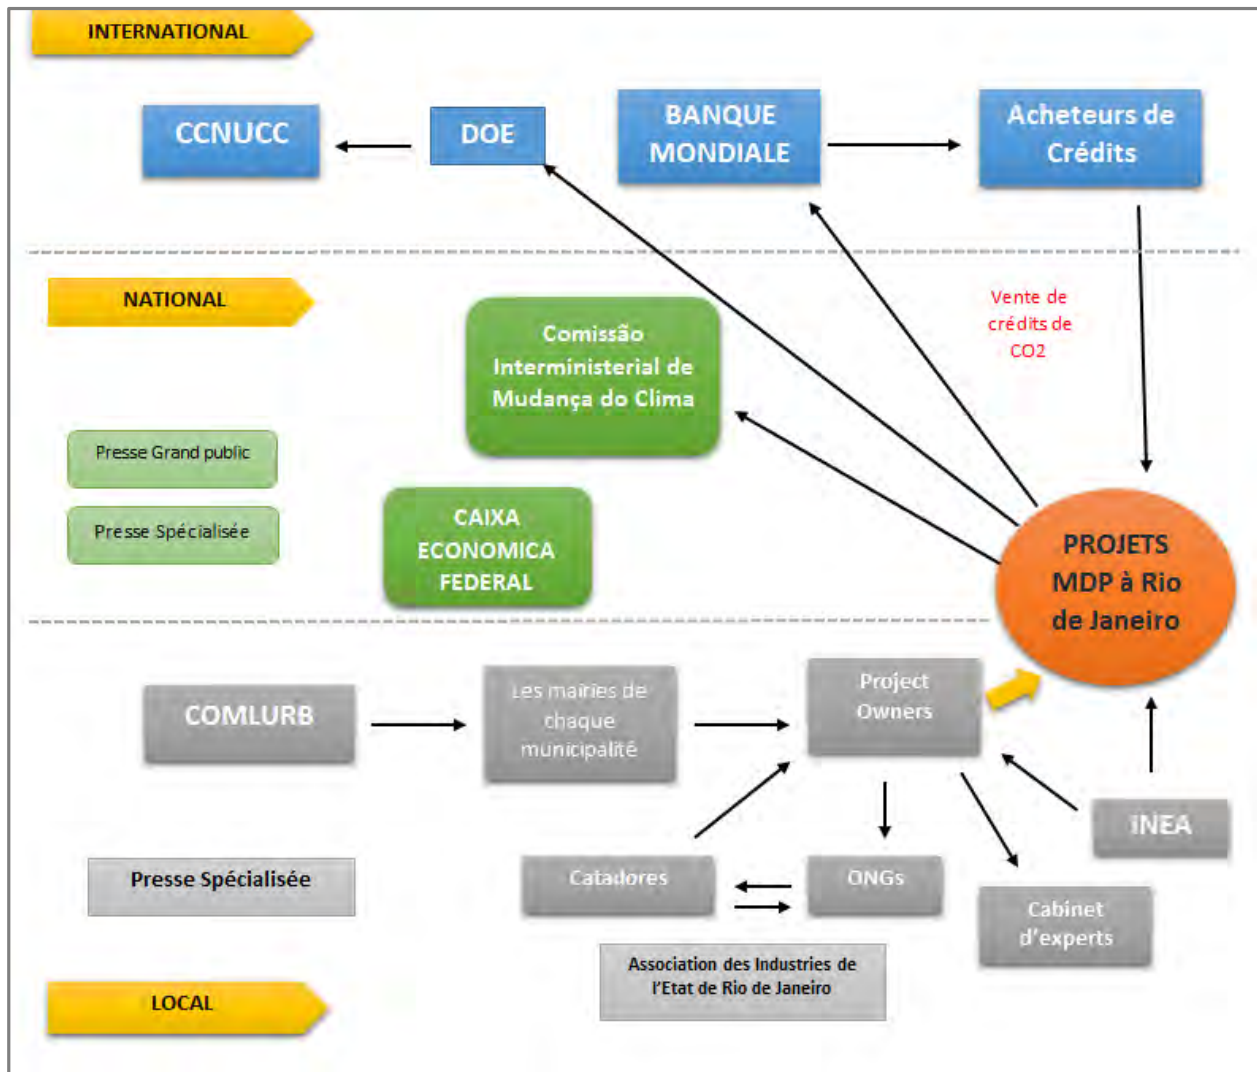 INTERNATIONAL
CCNUCC
DOE
BANQUE
MONDIALE
Acheteurs de
Crédits
NATIONAL
Comissão
Interministerial de
Mudança do Clima
Vente de
crédits de
CO2
Presse Grand public
Presse Spécialisée
CAIXA
ECONOMICA
FEDERAL
PROJETS
MDP à Rio
de Janeiro
COMLURB
Les mairies de
chaque
municipalité
Project
Owners
INEA
Presse Spécialisée
Catadores
ONGs
Cabinet
d'experts
Association des Industries de
l'Etat de Rio de Janeiro
LOCAL